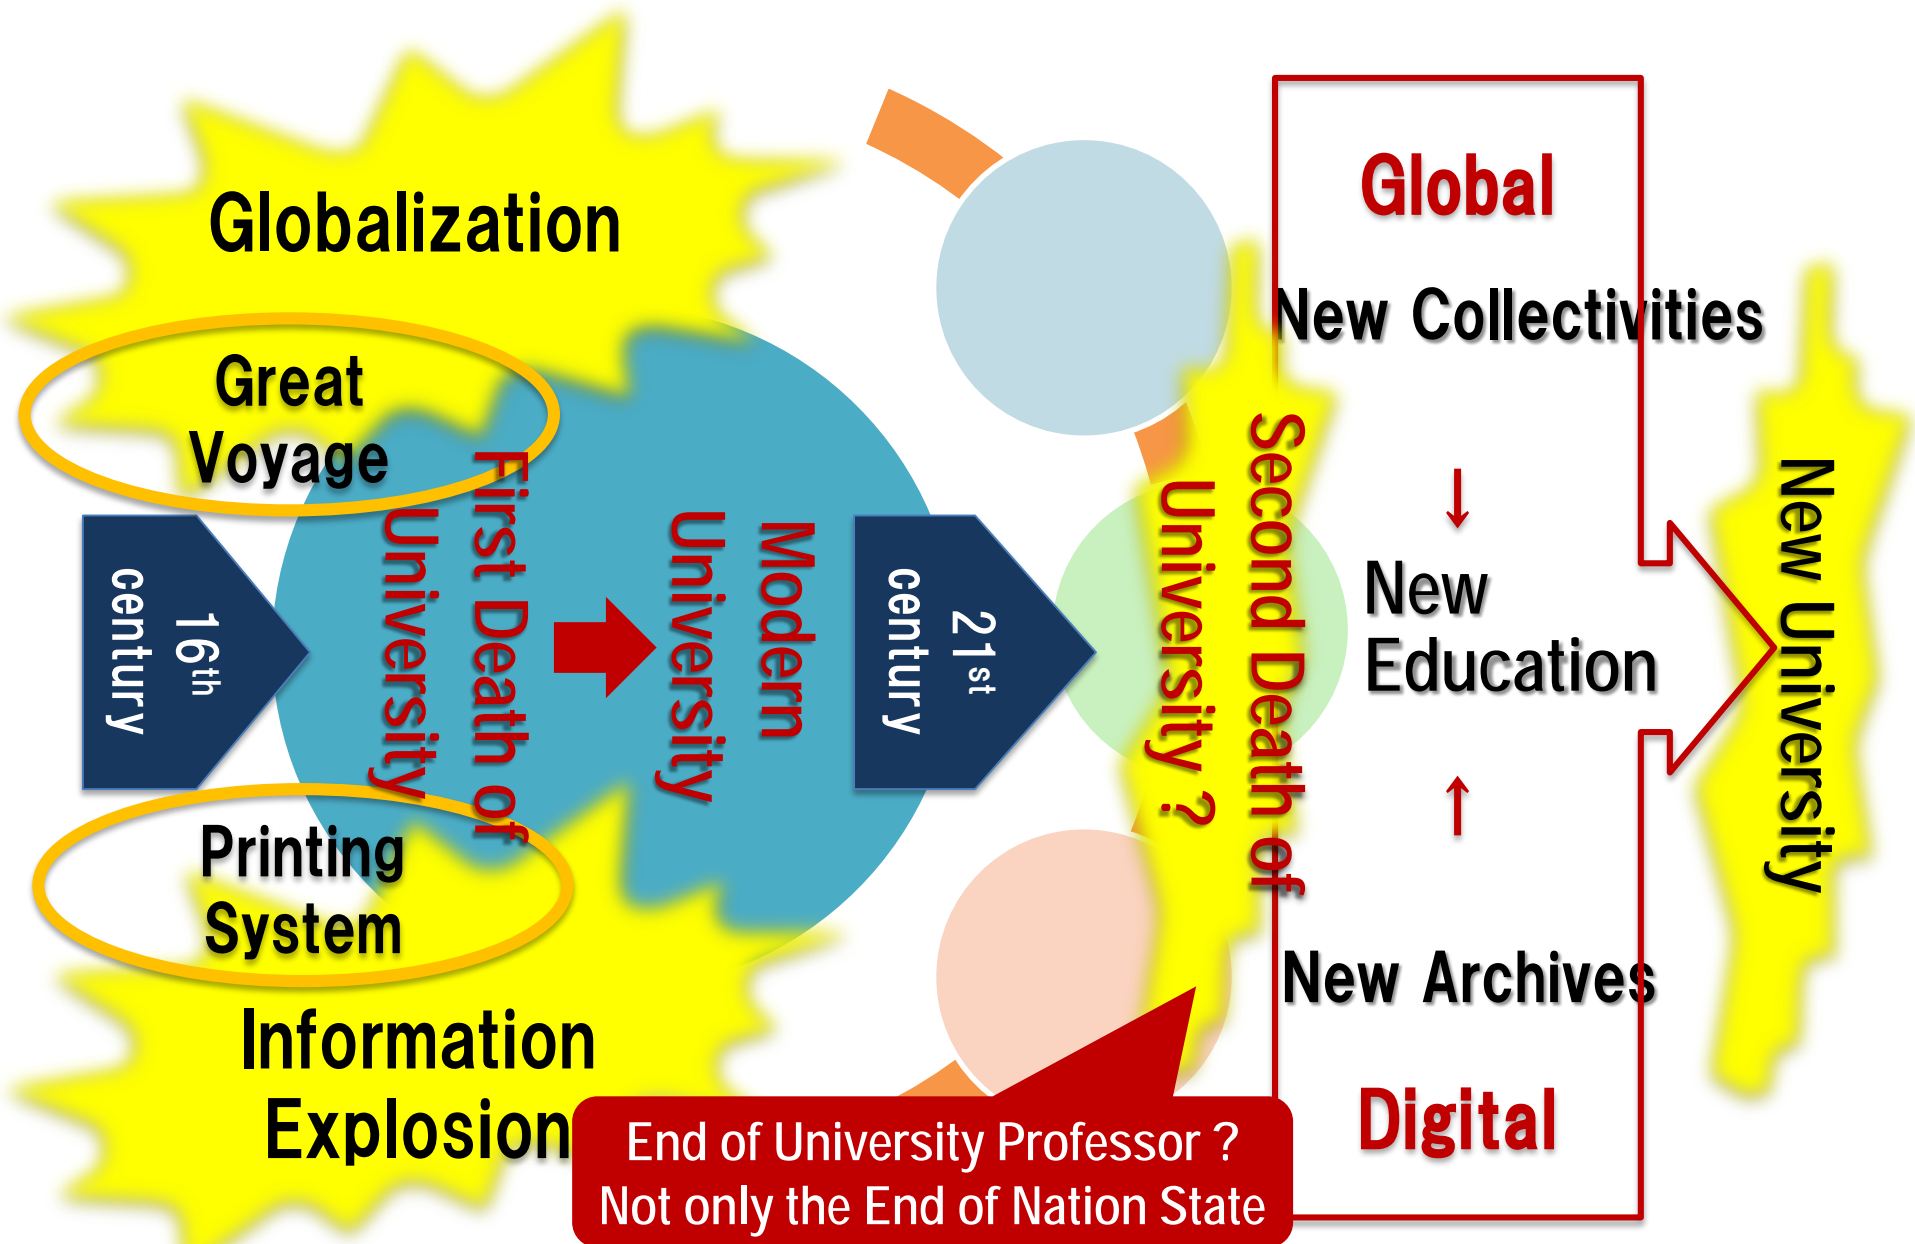 Globalization
Great
Voyage
16th
century
First Death of
University
Modern
University
Printing
System
Information
Explosion
21st
century
Second Death of
University ?
End of University Professor ?
Not only the End of Nation State
Global
New Collectivities
↓
New
Education
↑
New Archives
Digital
New University